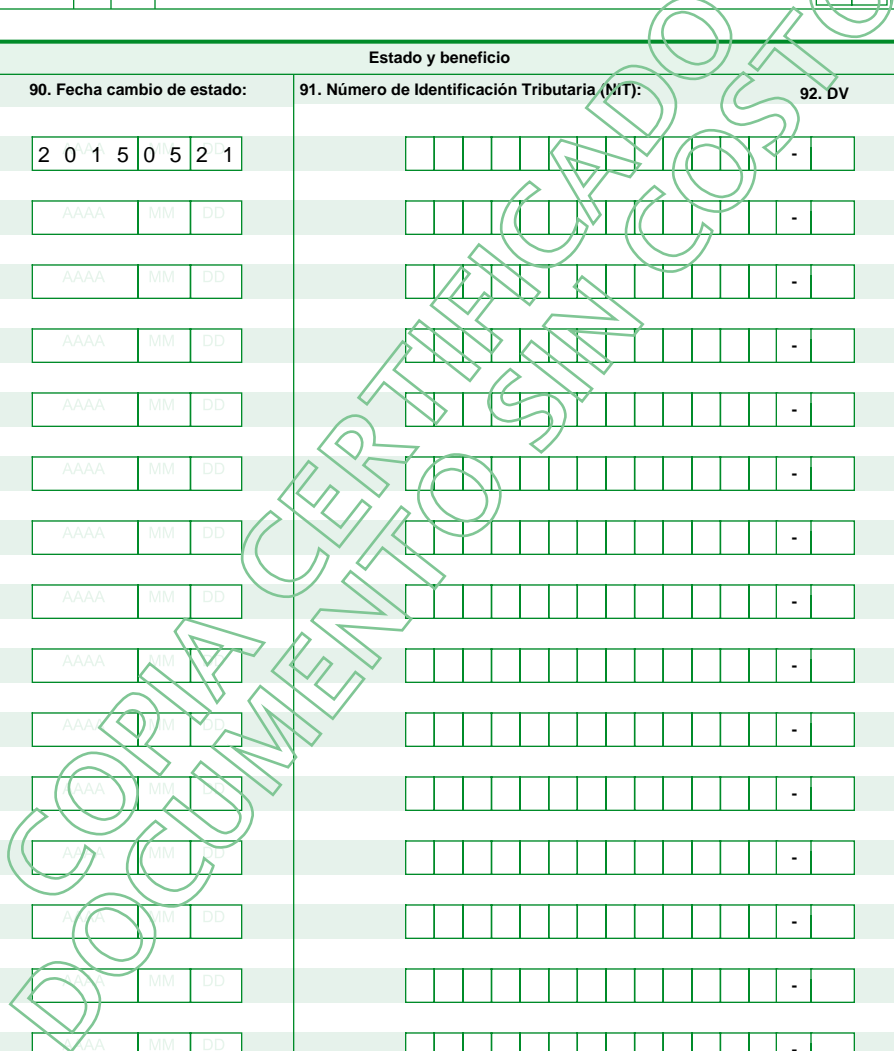 Estado y beneficio
90. Fecha cambio de estado: 91. Número de Identificación Tributaria (NIT): 92. DV
2 0 1 5 0 5 2 1 -
AAAA MM DD -
AAAA MM DD -
AAAA MM DD -
AAAA MM DD -
AAAA MM DD -
AAAA MM DD -
AAAA MM DD -
AAAA MM DD -
AAAA MM DD -
AAAA MM DD -
AAAA MM DD -
AAAA MM DD -
AAAA MM DD -
AAAA MM DD -
COPIA CERTIFICADO
DOCUMENTO SIN COSTO